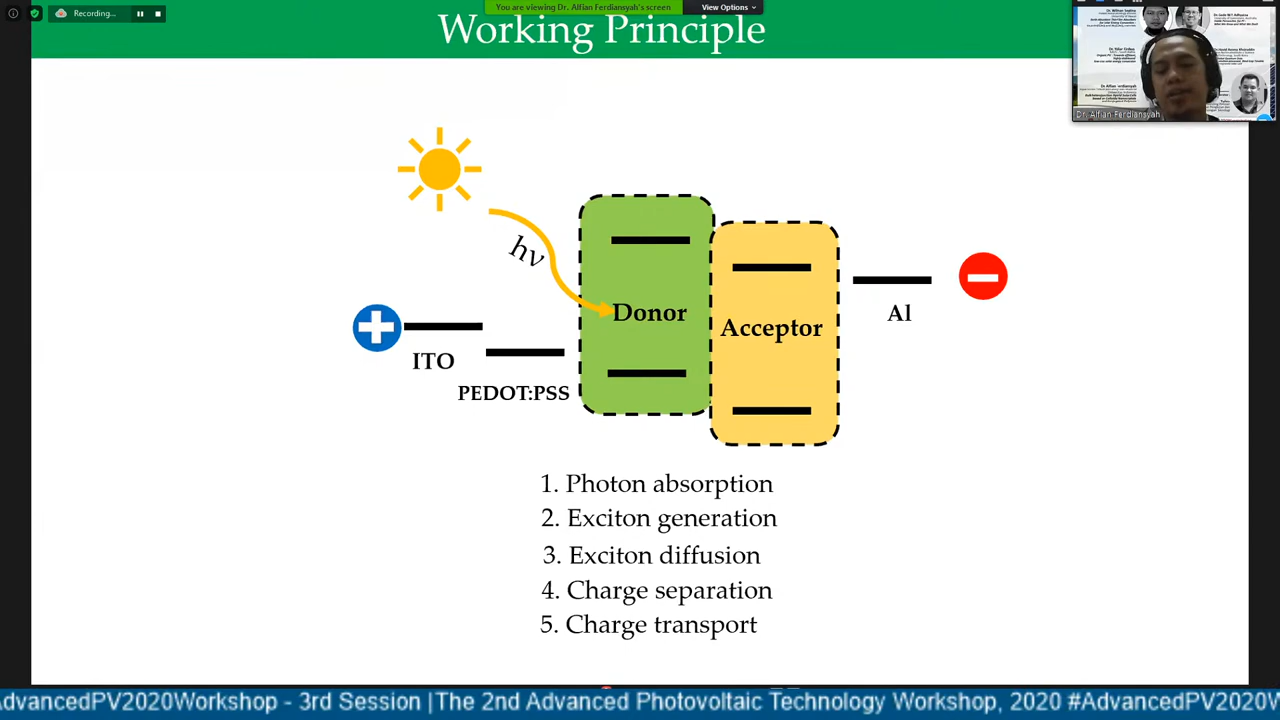 Recording...
You are viewing Dr. Alfian Ferdiansyah's screen
View Options
Working Principle
Dr. Alfian Ferdiansyah
hν
Donor
Acceptor
Al
ITO
PEDOT:PSS
1. Photon absorption
2. Exciton generation
3. Exciton diffusion
4. Charge separation
5. Charge transport
AdvancedPV2020Workshop - 3rd Session |The 2nd Advanced Photovoltaic Technology Workshop, 2020 #AdvancedPV2020W